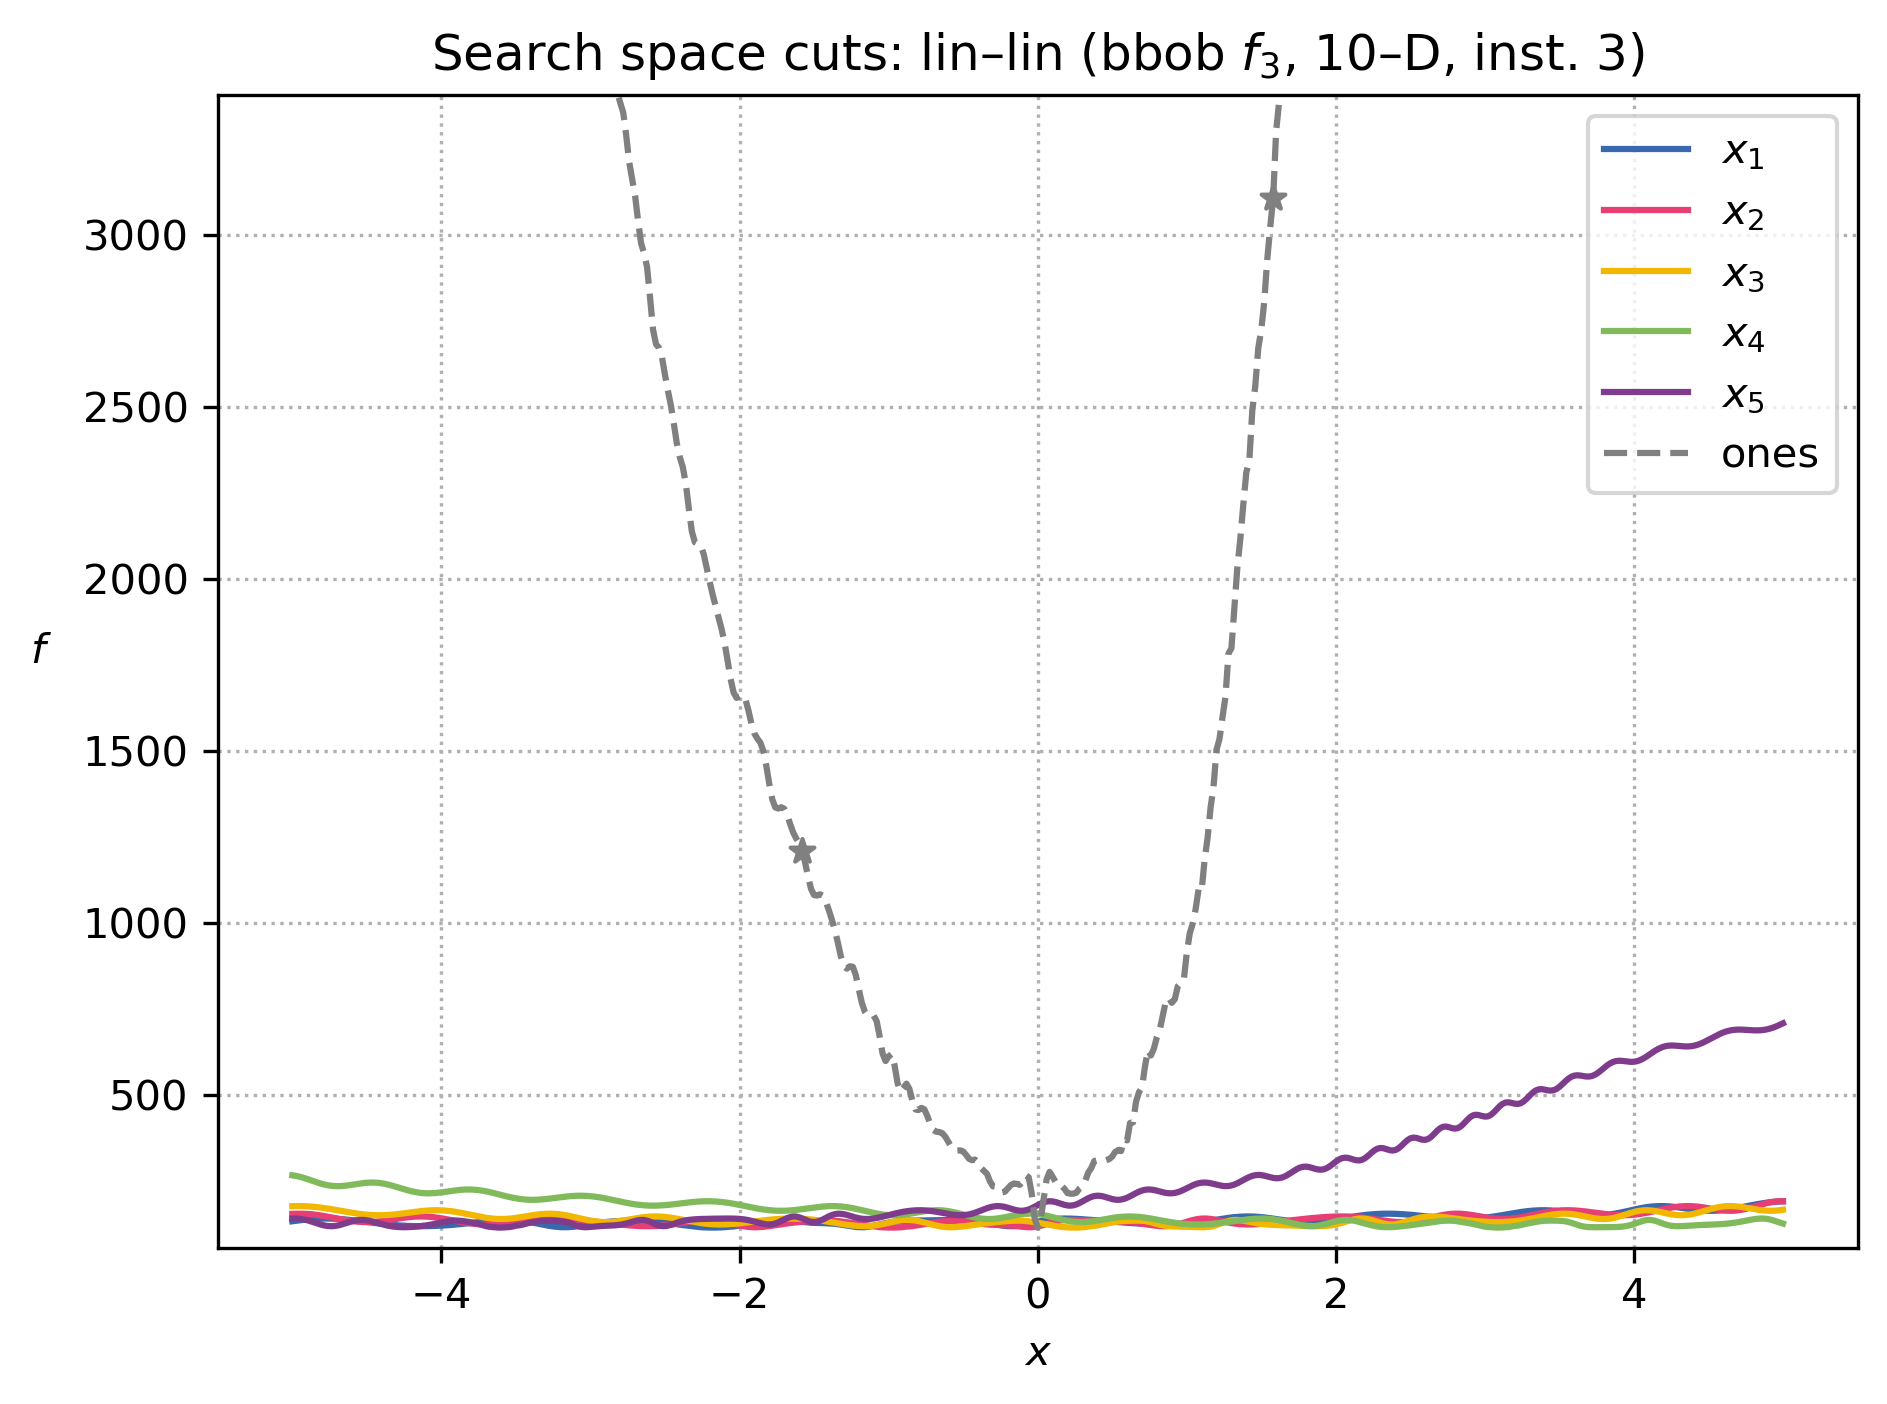 Search space cuts: lin–lin (bbob f₃, 10–D, inst. 3)
3000
2500
2000
1500
1000
500
f
−4
−2
0
2
4
x
x₁
x₂
x₃
x₄
x₅
ones